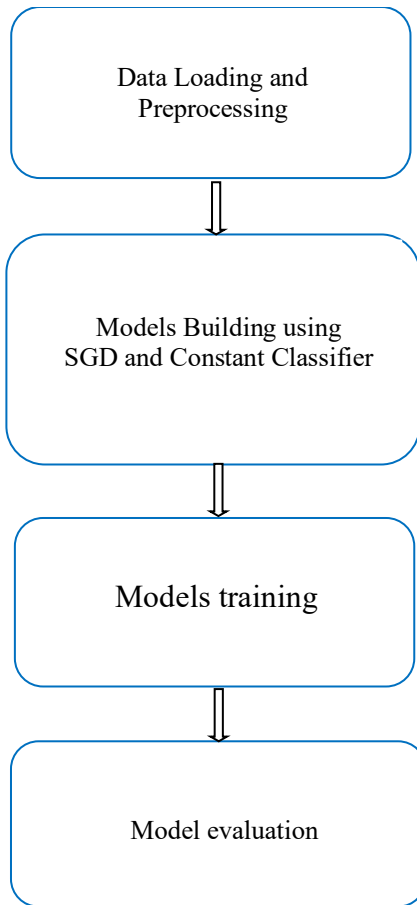 Data Loading and
Preprocessing
Models Building using
SGD and Constant Classifier
Models training
Model evaluation